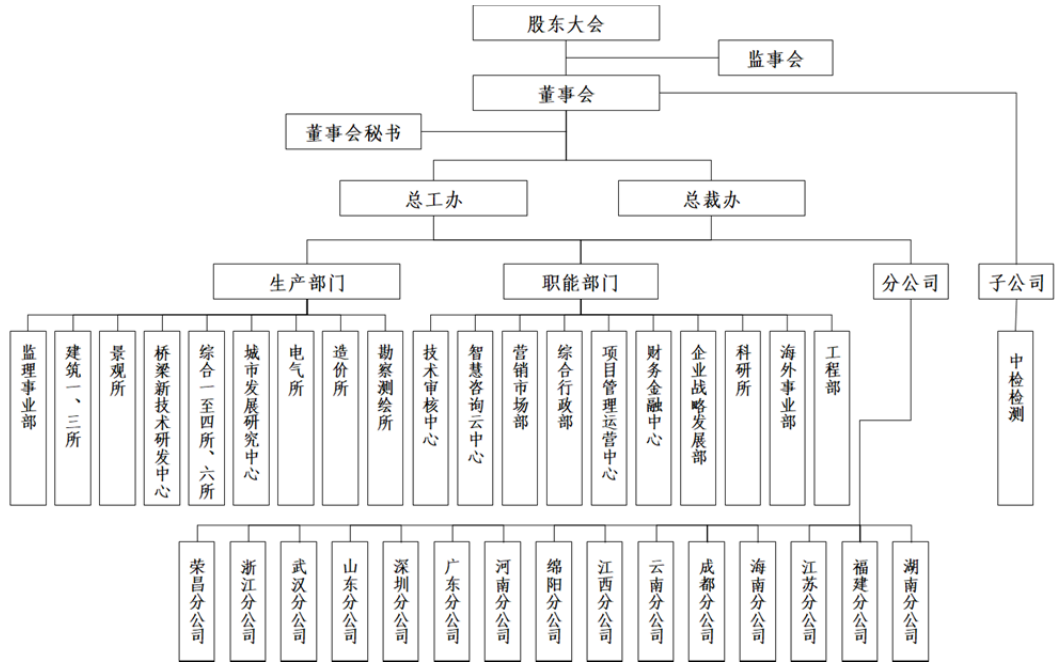 股东大会
监事会
董事会
董事会秘书
总工办
总裁办
生产部门
职能部门
分公司
子公司
监理事业部
建筑一、三所
景观所
桥梁新技术研发中心
综合一至四所、六所
城市发展研究中心
电气所
造价所
勘察测绘所
技术审核中心
智慧咨询云中心
营销市场部
综合行政部
项目管理运营中心
财务金融中心
企业战略发展部
科研所
海外事业部
工程部
中检检测
荣昌分公司
浙江分公司
武汉分公司
山东分公司
深圳分公司
广东分公司
河南分公司
绵阳分公司
江西分公司
云南分公司
成都分公司
海南分公司
江苏分公司
福建分公司
湖南分公司